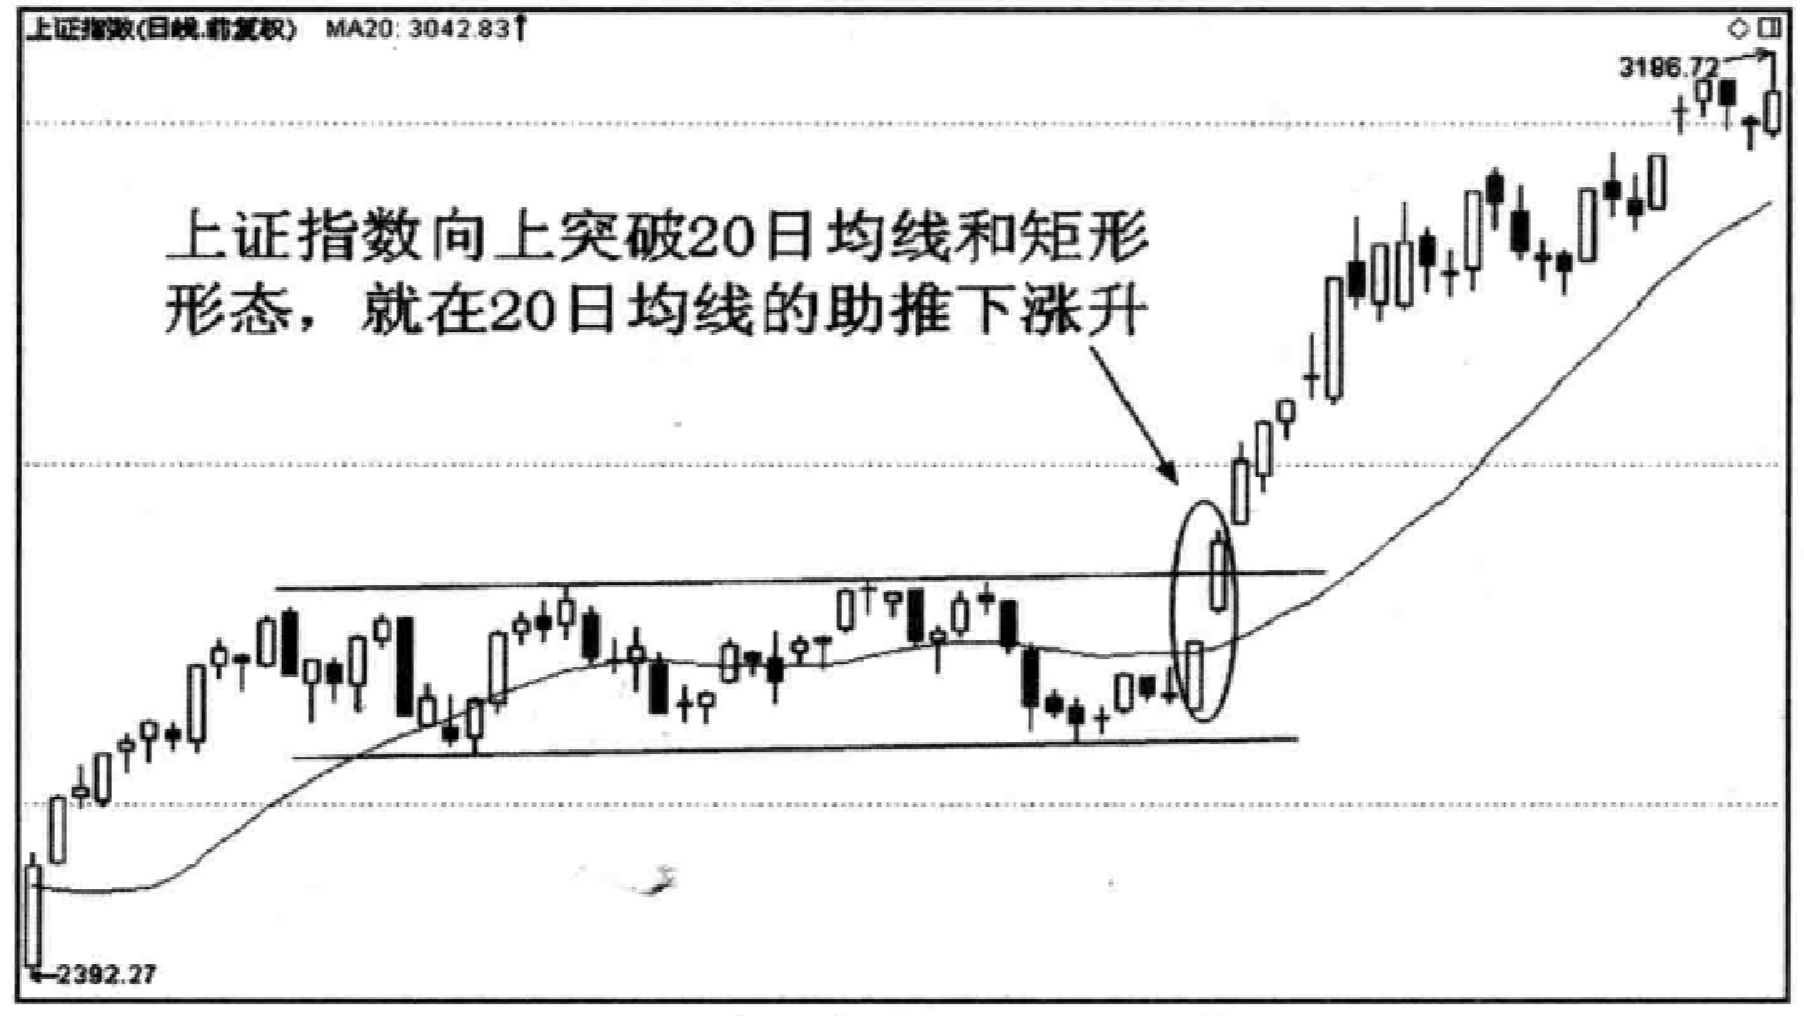 上证指数(日线.前复权) MA20: 3042.83↑
3186.72
上证指数向上突破20日均线和矩形
形态，就在20日均线的助推下涨升
2392.27